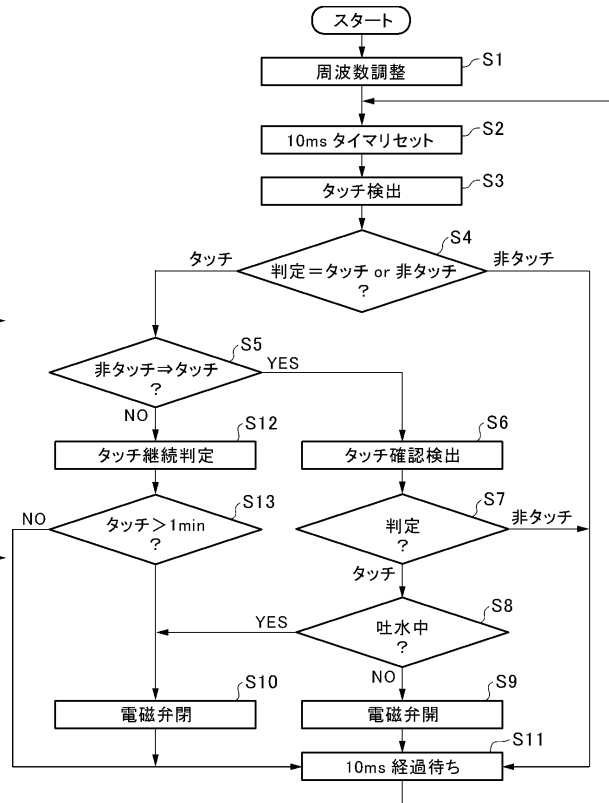 スタート
周波数調整
S1
10ms タイマリセット
S2
タッチ検出
S3
S4
タッチ
判定＝タッチ or 非タッチ
?
非タッチ
S5
非タッチ⇒タッチ
?
YES
NO
S12
タッチ継続判定
S6
タッチ確認検出
S13
NO
タッチ＞1min
?
S7
判定
?
非タッチ
タッチ
S8
吐水中
?
YES
NO
S10
電磁弁閉
S9
電磁弁開
S11
10ms 経過待ち